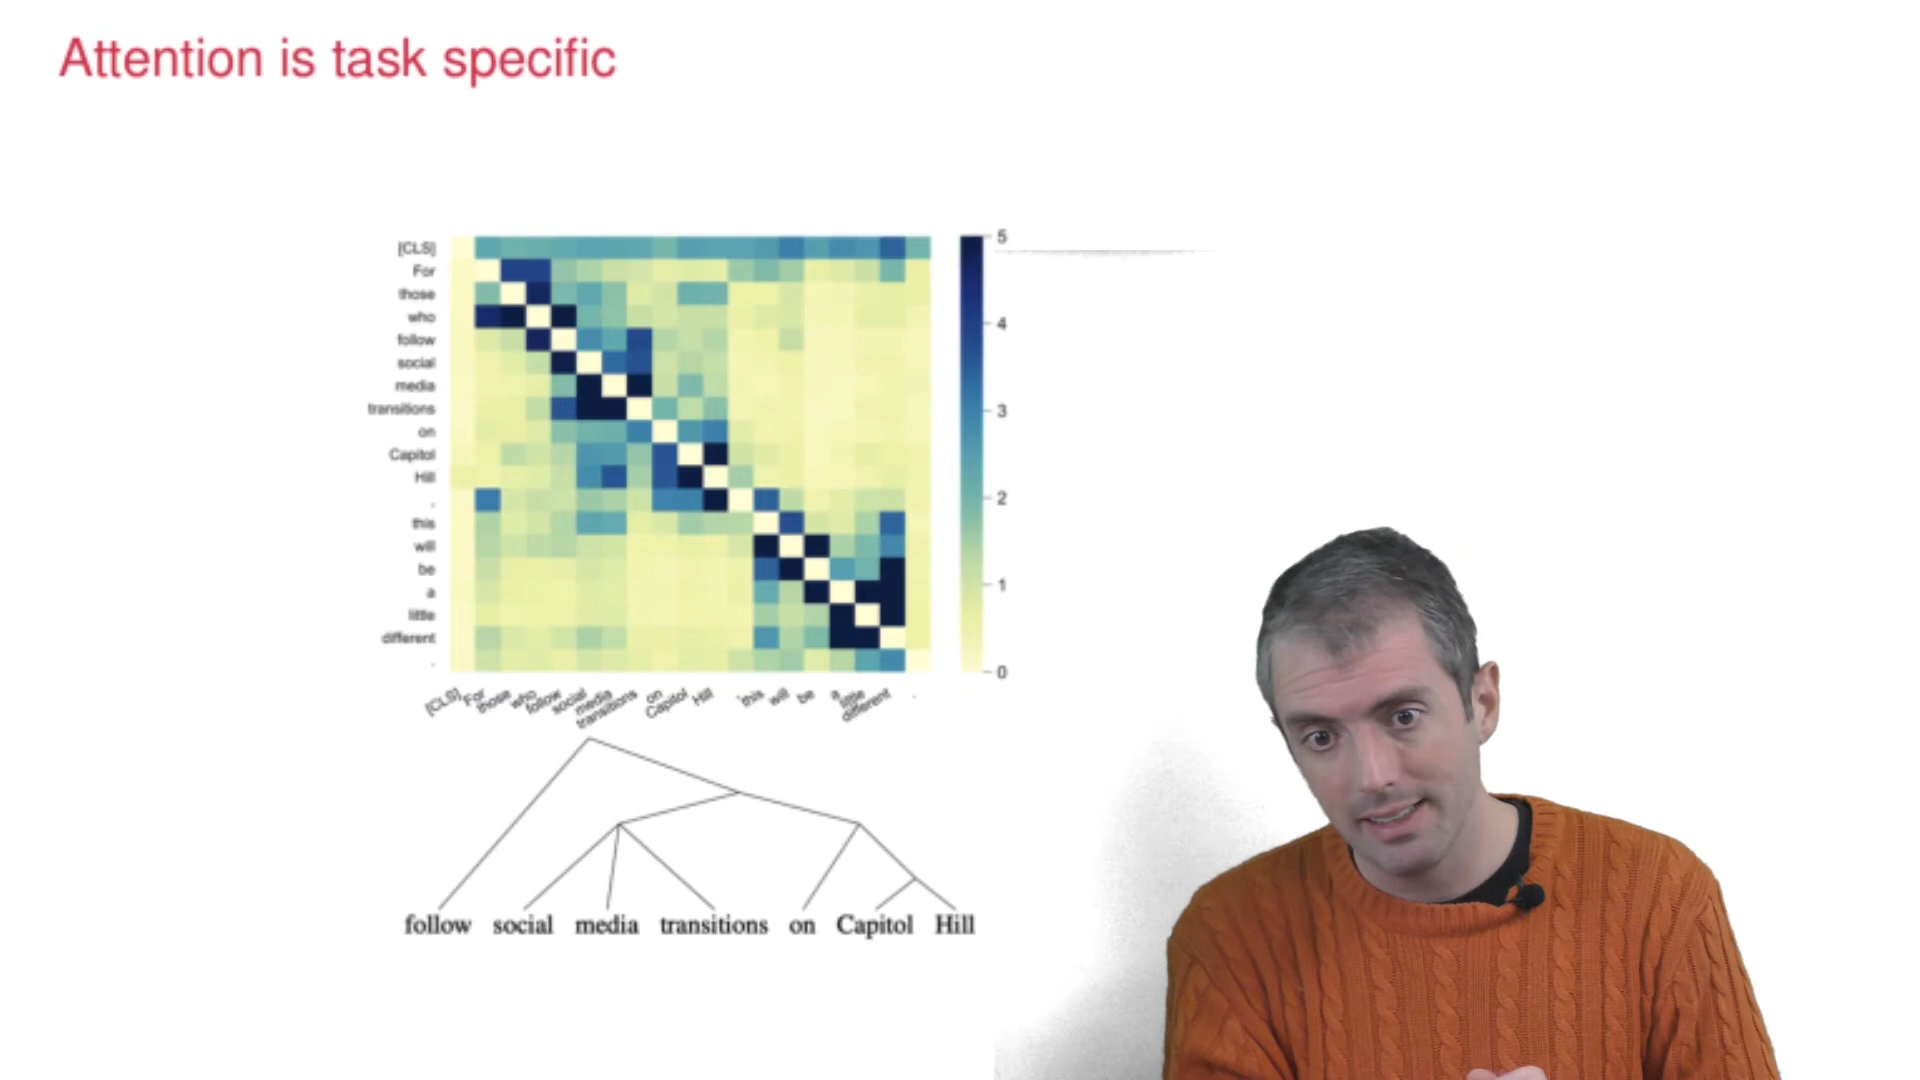 Attention is task specific
[CLS]
For
those
who
follow
social
media
transitions
on
Capitol
Hill
,
this
will
be
a
little
different
.
5
4
3
2
1
0
[CLS] For those who follow social media transitions on Capitol Hill , this will be a little different .
follow social media transitions on Capitol Hill